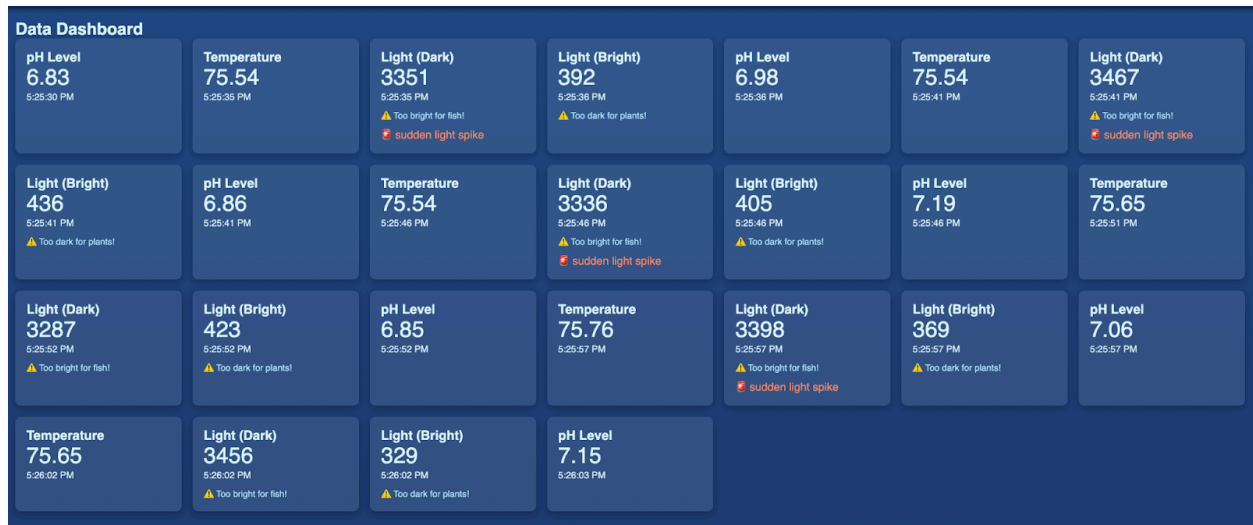 Data Dashboard
pH Level
6.83
5:25:30 PM
Temperature
75.54
5:25:35 PM
Light (Dark)
3351
5:25:35 PM
⚠️ Too bright for fish!
🚨 sudden light spike
Light (Bright)
392
5:25:36 PM
⚠️ Too dark for plants!
pH Level
6.98
5:25:36 PM
Temperature
75.54
5:25:41 PM
Light (Dark)
3467
5:25:41 PM
⚠️ Too bright for fish!
🚨 sudden light spike
Light (Bright)
436
5:25:41 PM
⚠️ Too dark for plants!
pH Level
6.86
5:25:41 PM
Temperature
75.54
5:25:46 PM
Light (Dark)
3336
5:25:46 PM
⚠️ Too bright for fish!
🚨 sudden light spike
Light (Bright)
405
5:25:46 PM
⚠️ Too dark for plants!
pH Level
7.19
5:25:46 PM
Temperature
75.65
5:25:51 PM
Light (Dark)
3287
5:25:52 PM
⚠️ Too bright for fish!
Light (Bright)
423
5:25:52 PM
⚠️ Too dark for plants!
pH Level
6.85
5:25:52 PM
Temperature
75.76
5:25:57 PM
Light (Dark)
3398
5:25:57 PM
⚠️ Too bright for fish!
🚨 sudden light spike
Light (Bright)
369
5:25:57 PM
⚠️ Too dark for plants!
pH Level
7.06
5:25:57 PM
Temperature
75.65
5:26:02 PM
Light (Dark)
3456
5:26:02 PM
⚠️ Too bright for fish!
Light (Bright)
329
5:26:02 PM
⚠️ Too dark for plants!
pH Level
7.15
5:26:03 PM